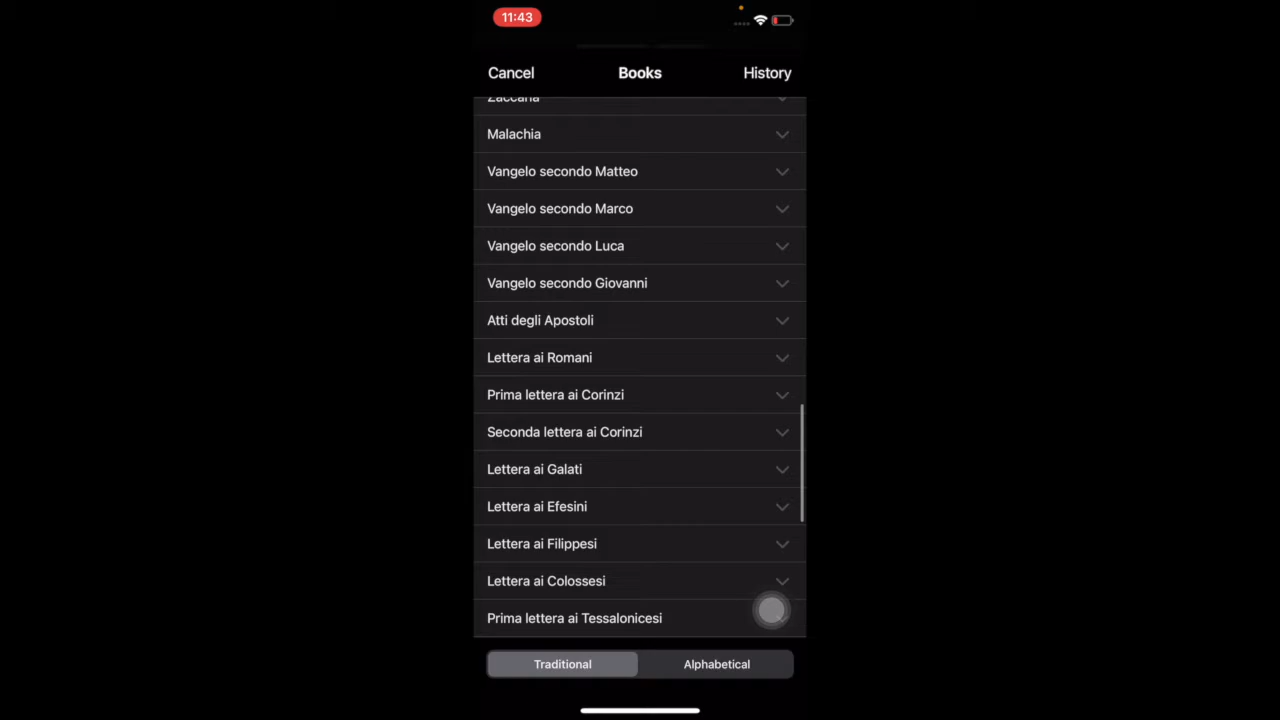 11:43
Cancel Books History
Zaccaria
Malachia
Vangelo secondo Matteo
Vangelo secondo Marco
Vangelo secondo Luca
Vangelo secondo Giovanni
Atti degli Apostoli
Lettera ai Romani
Prima lettera ai Corinzi
Seconda lettera ai Corinzi
Lettera ai Galati
Lettera ai Efesini
Lettera ai Filippesi
Lettera ai Colossesi
Prima lettera ai Tessalonicesi
Traditional Alphabetical